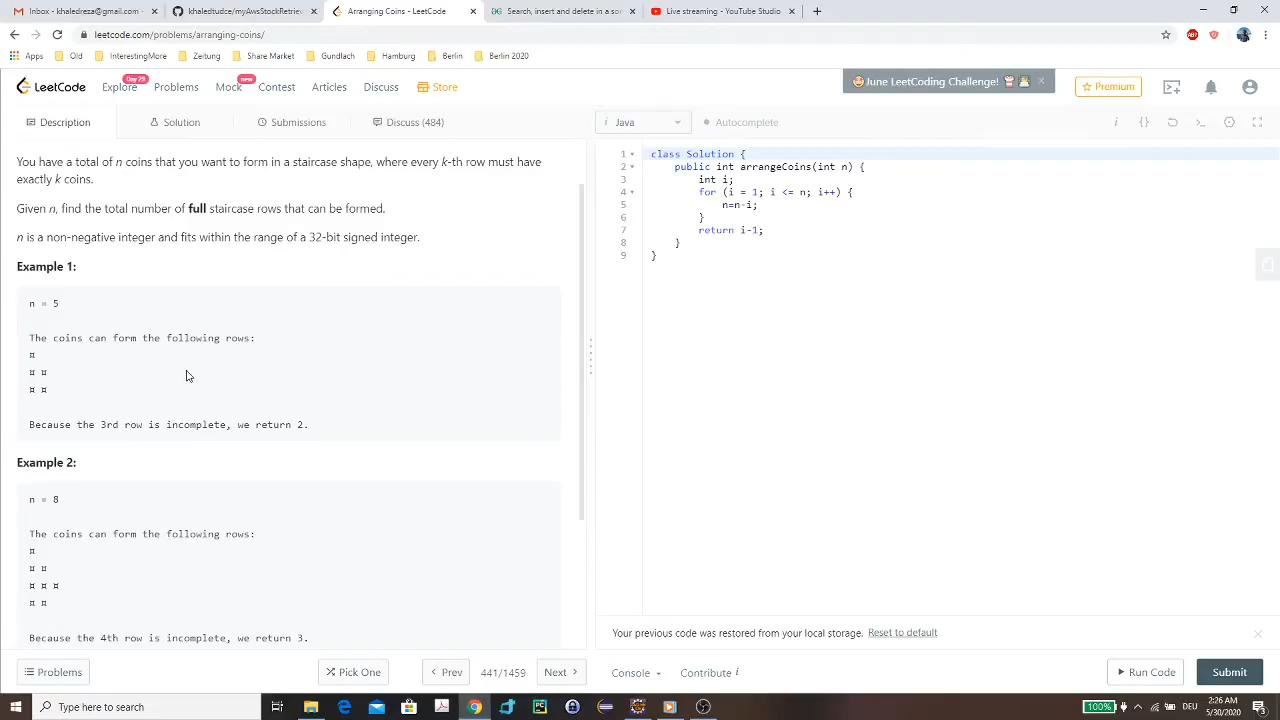 Inbox - khaledreza@gmail.com
khaledtudce/myAwsStockRetrie
Arranging Coins - LeetCode
Search, insert and delete in a sor
Live streaming - YouTube Studio
leetcode.com/problems/arranging-coins/
Apps Old InterestingMore Zeitung Share Market Gundlach Hamburg Berlin Berlin 2020
LeetCode Explore Day 29 Problems Mock new Contest Articles Discuss Store
June LeetCoding Challenge!
Premium
Description Solution Submissions Discuss (484)
i Java Autocomplete
You have a total of n coins that you want to form in a staircase shape, where every k-th row must have
exactly k coins.
Given n, find the total number of full staircase rows that can be formed.
n is a non-negative integer and fits within the range of a 32-bit signed integer.
Example 1:
n = 5
The coins can form the following rows:
¤
¤ ¤
¤ ¤
Because the 3rd row is incomplete, we return 2.
Example 2:
n = 8
The coins can form the following rows:
¤
¤ ¤
¤ ¤ ¤
¤ ¤
Because the 4th row is incomplete, we return 3.
1 class Solution {
2 public int arrangeCoins(int n) {
3 int i;
4 for (i = 1; i <= n; i++) {
5 n=n-i;
6 }
7 return i-1;
8 }
9 }
Your previous code was restored from your local storage. Reset to default
Problems Pick One Prev 441/1459 Next
Console Contribute i Run Code Submit
Type here to search
100% DEU 2:26 AM
5/30/2020